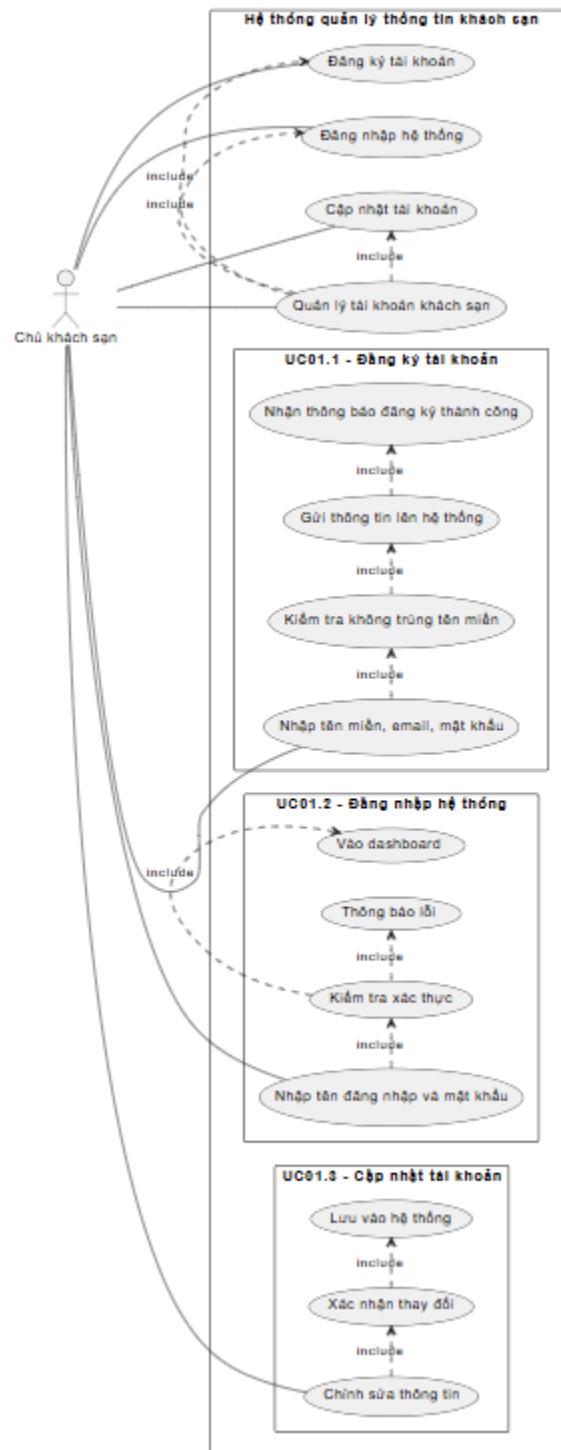 Hệ thống quản lý thông tin khách sạn
Đăng ký tài khoản
Đăng nhập hệ thống
include
include
Cập nhật tài khoản
include
Quản lý tài khoản khách sạn
Chủ khách sạn
UC01.1 - Đăng ký tài khoản
Nhận thông báo đăng ký thành công
include
Gửi thông tin lên hệ thống
include
Kiểm tra không trùng tên miền
include
Nhập tên miền, email, mật khẩu
UC01.2 - Đăng nhập hệ thống
Vào dashboard
include
Thông báo lỗi
include
Kiểm tra xác thực
include
Nhập tên đăng nhập và mật khẩu
UC01.3 - Cập nhật tài khoản
Lưu vào hệ thống
include
Xác nhận thay đổi
include
Chỉnh sửa thông tin